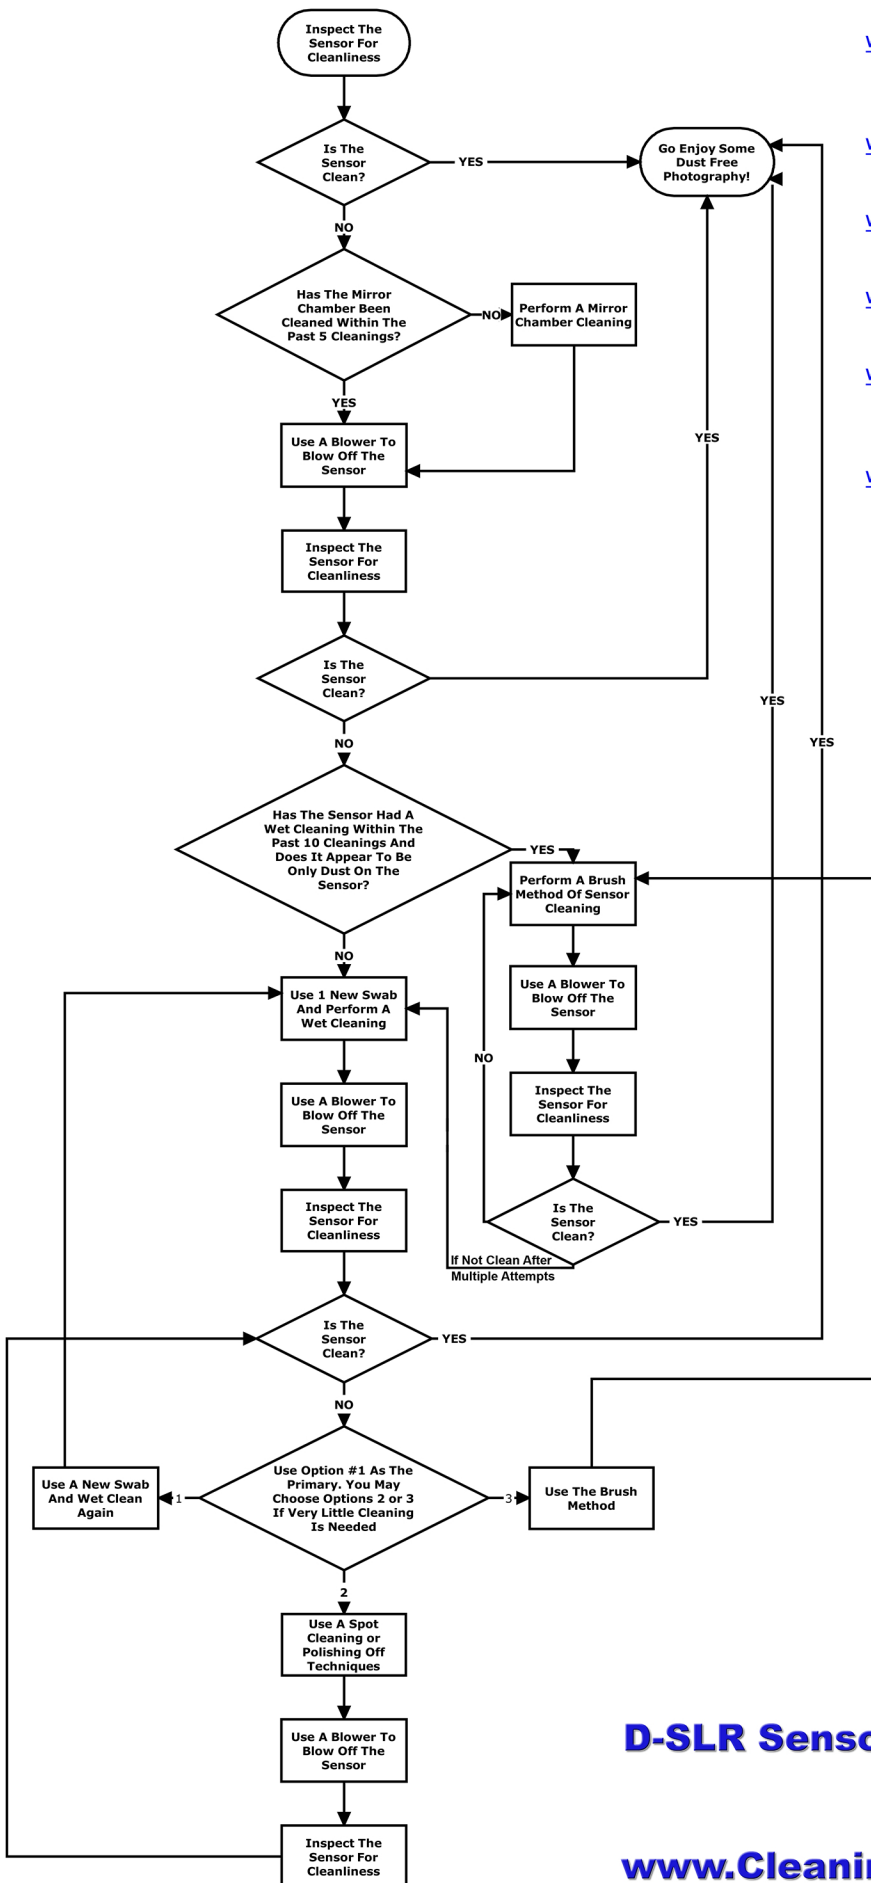 Inspect The
Sensor For
Cleanliness
Is The
Sensor
Clean?
YES
Go Enjoy Some
Dust Free
Photography!
NO
Has The Mirror
Chamber Been
Cleaned Within The
Past 5 Cleanings?
NO
Perform A Mirror
Chamber Cleaning
YES
Use A Blower To
Blow Off The
Sensor
YES
Inspect The
Sensor For
Cleanliness
Is The
Sensor
Clean?
YES
YES
NO
Has The Sensor Had A
Wet Cleaning Within The
Past 10 Cleanings And
Does It Appear To Be
Only Dust On The
Sensor?
YES
Perform A Brush
Method Of Sensor
Cleaning
NO
Use 1 New Swab
And Perform A
Wet Cleaning
Use A Blower To
Blow Off The
Sensor
NO
Use A Blower To
Blow Off The
Sensor
Inspect The
Sensor For
Cleanliness
Inspect The
Sensor For
Cleanliness
Is The
Sensor
Clean?
YES
If Not Clean After
Multiple Attempts
Is The
Sensor
Clean?
YES
NO
Use Option #1 As The
Primary. You May
Choose Options 2 or 3
If Very Little Cleaning
Is Needed
1
Use A New Swab
And Wet Clean
Again
3
Use The Brush
Method
2
Use A Spot
Cleaning or
Polishing Off
Techniques
Use A Blower To
Blow Off The
Sensor
Inspect The
Sensor For
Cleanliness
D-SLR